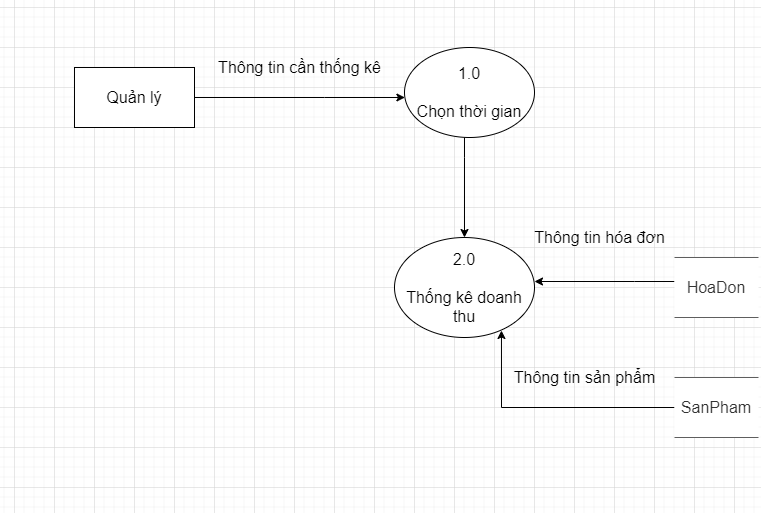 Thông tin cần thống kê
Quản lý
1.0
Chọn thời gian
Thông tin hóa đơn
2.0
Thống kê doanh
thu
HoaDon
Thông tin sản phẩm
SanPham